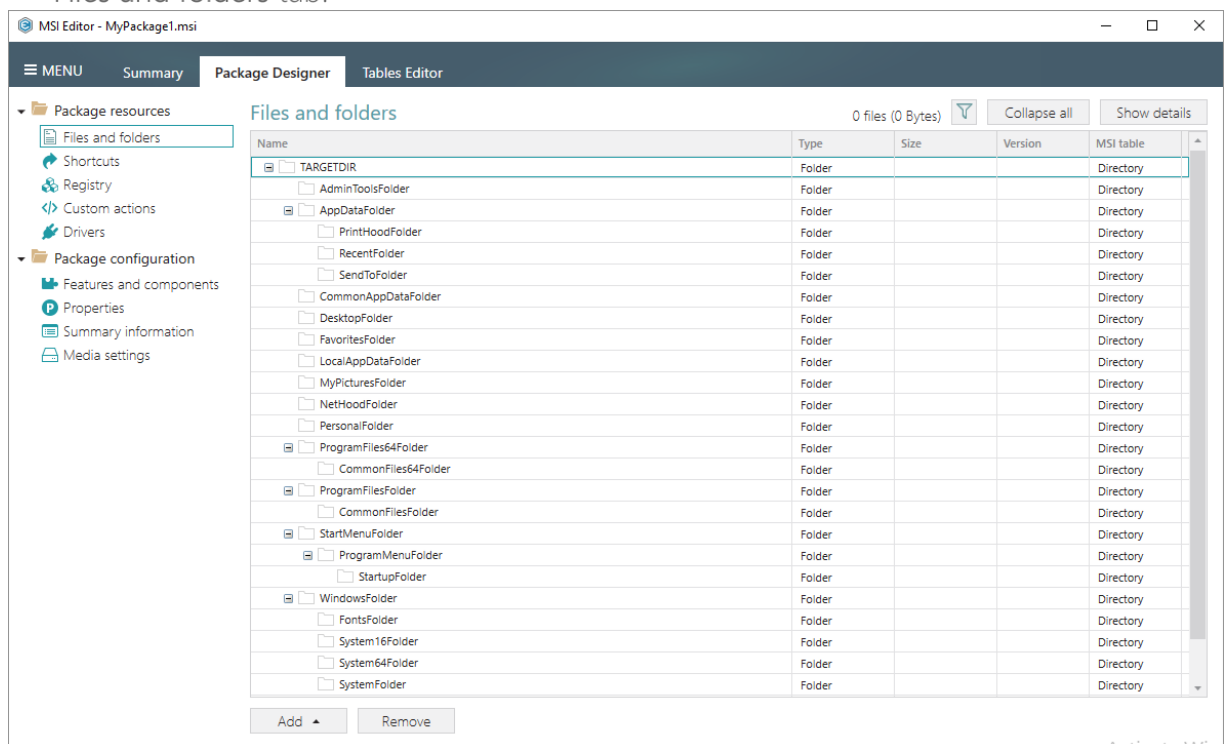 Files and folders tab.
MSI Editor - MyPackage1.msi
MENU Summary Package Designer Tables Editor
Package resources
Files and folders
Shortcuts
Registry
Custom actions
Drivers
Package configuration
Features and components
Properties
Summary information
Media settings
Files and folders 0 files (0 Bytes) Collapse all Show details
Name Type Size Version MSI table
TARGETDIR Folder Directory
AdminToolsFolder Folder Directory
AppDataFolder Folder Directory
PrintHoodFolder Folder Directory
RecentFolder Folder Directory
SendToFolder Folder Directory
CommonAppDataFolder Folder Directory
DesktopFolder Folder Directory
FavoritesFolder Folder Directory
LocalAppDataFolder Folder Directory
MyPicturesFolder Folder Directory
NetHoodFolder Folder Directory
PersonalFolder Folder Directory
ProgramFiles64Folder Folder Directory
CommonFiles64Folder Folder Directory
ProgramFilesFolder Folder Directory
CommonFilesFolder Folder Directory
StartMenuFolder Folder Directory
ProgramMenuFolder Folder Directory
StartupFolder Folder Directory
WindowsFolder Folder Directory
FontsFolder Folder Directory
System16Folder Folder Directory
System64Folder Folder Directory
SystemFolder Folder Directory
Add Remove